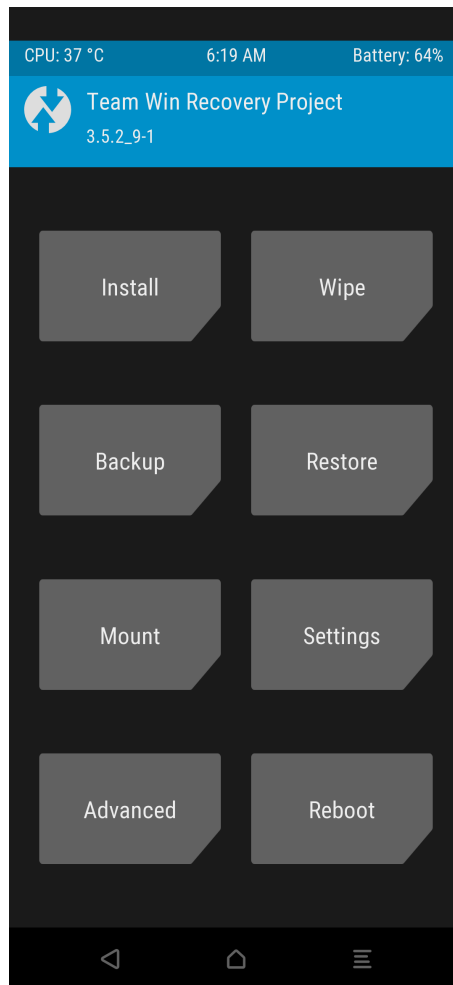 CPU: 37 °C 6:19 AM Battery: 64%
Team Win Recovery Project
3.5.2_9-1
Install Wipe
Backup Restore
Mount Settings
Advanced Reboot